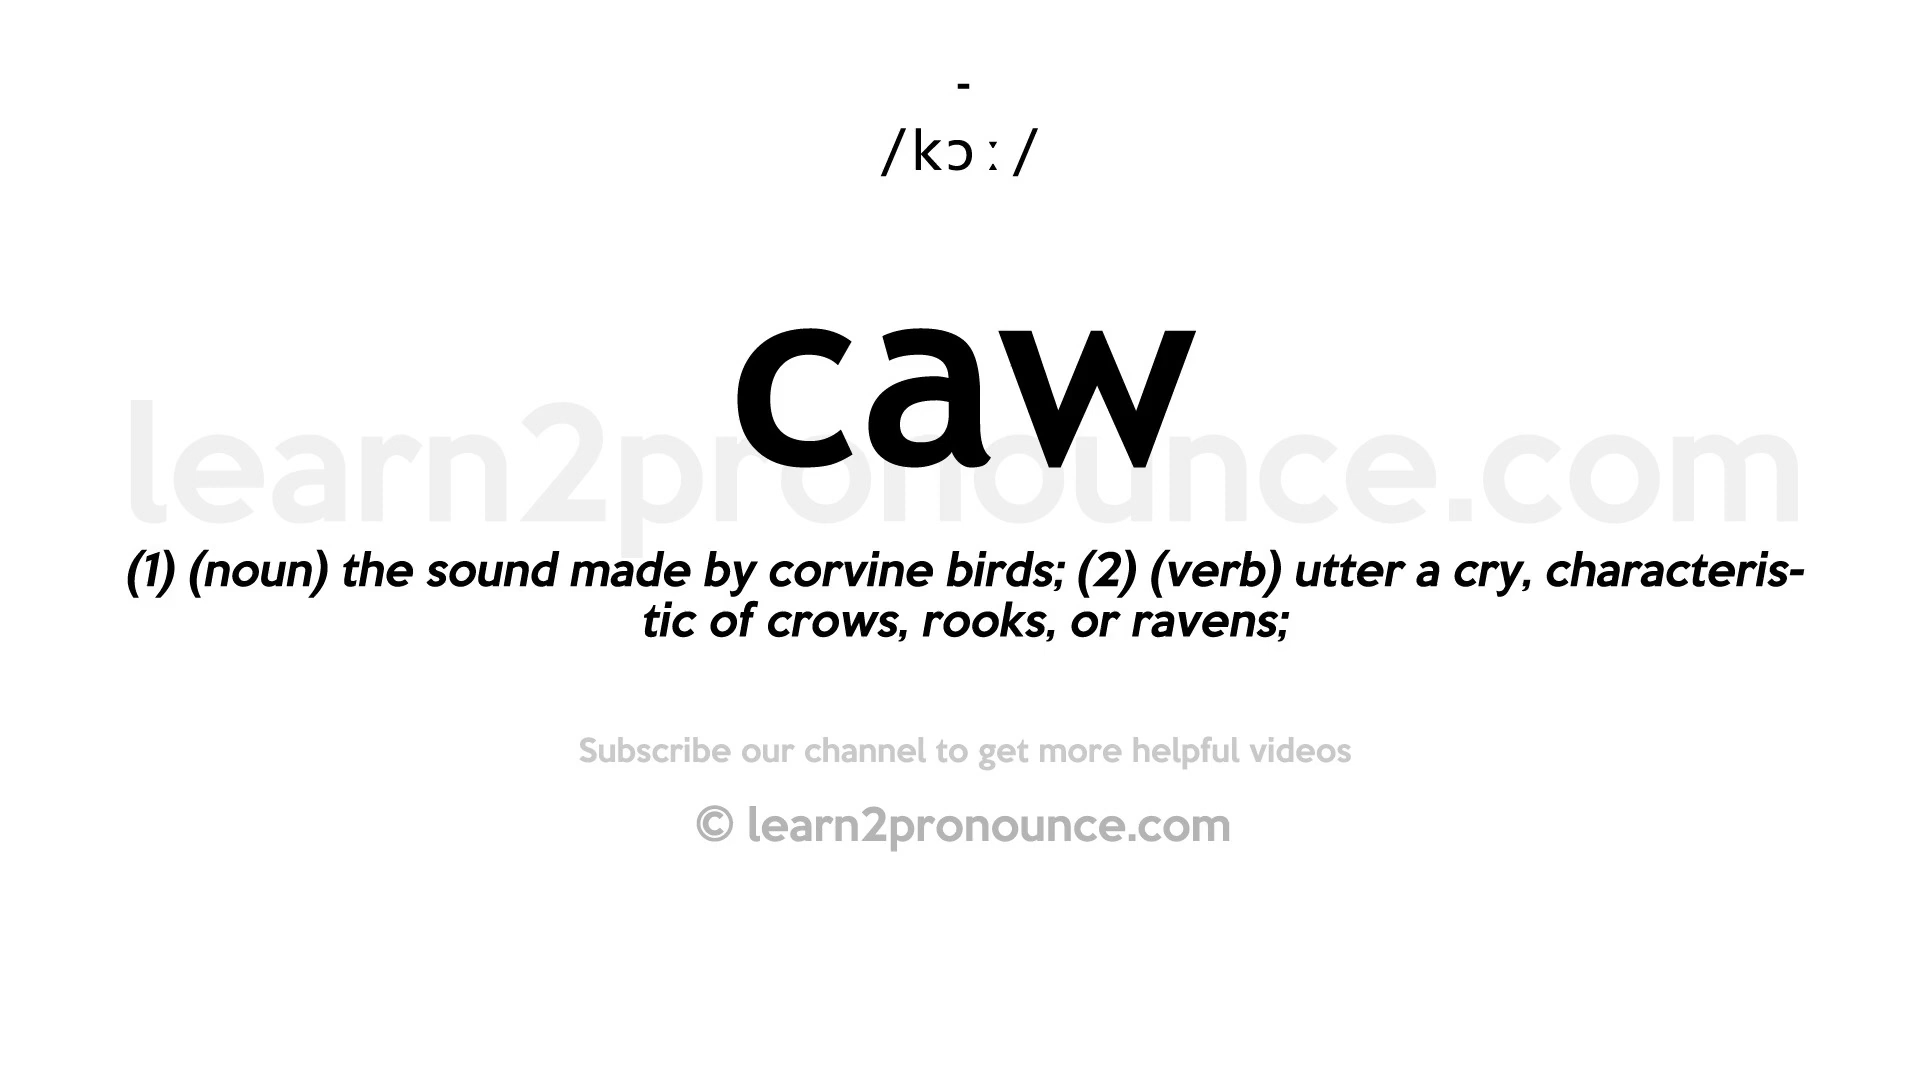 -
/kɔː/
caw
learn2pronounce.com
(1) (noun) the sound made by corvine birds; (2) (verb) utter a cry, characteris-
tic of crows, rooks, or ravens;
Subscribe our channel to get more helpful videos
© learn2pronounce.com